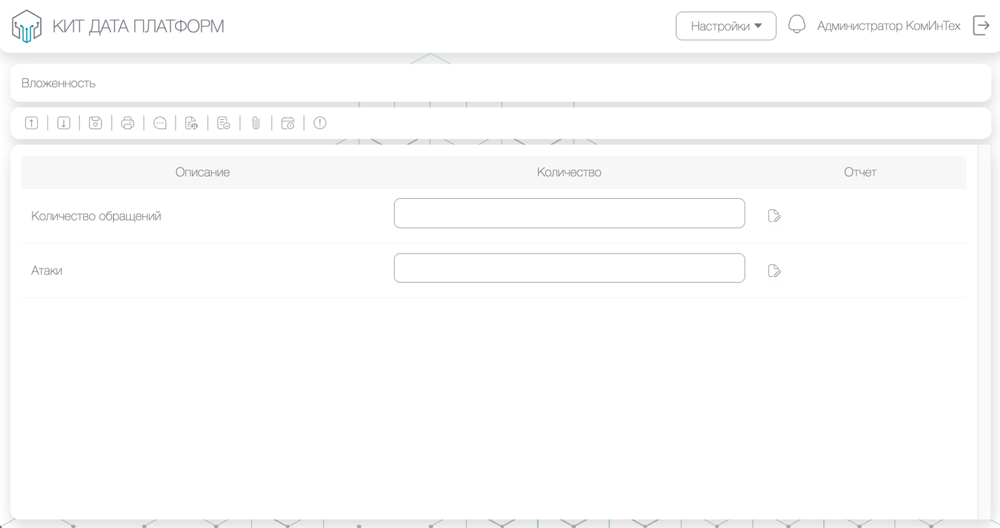 КИТ ДАТА ПЛАТФОРМ
Настройки
Администратор КомИнТех
Вложенность
Описание Количество Отчет
Количество обращений
Атаки